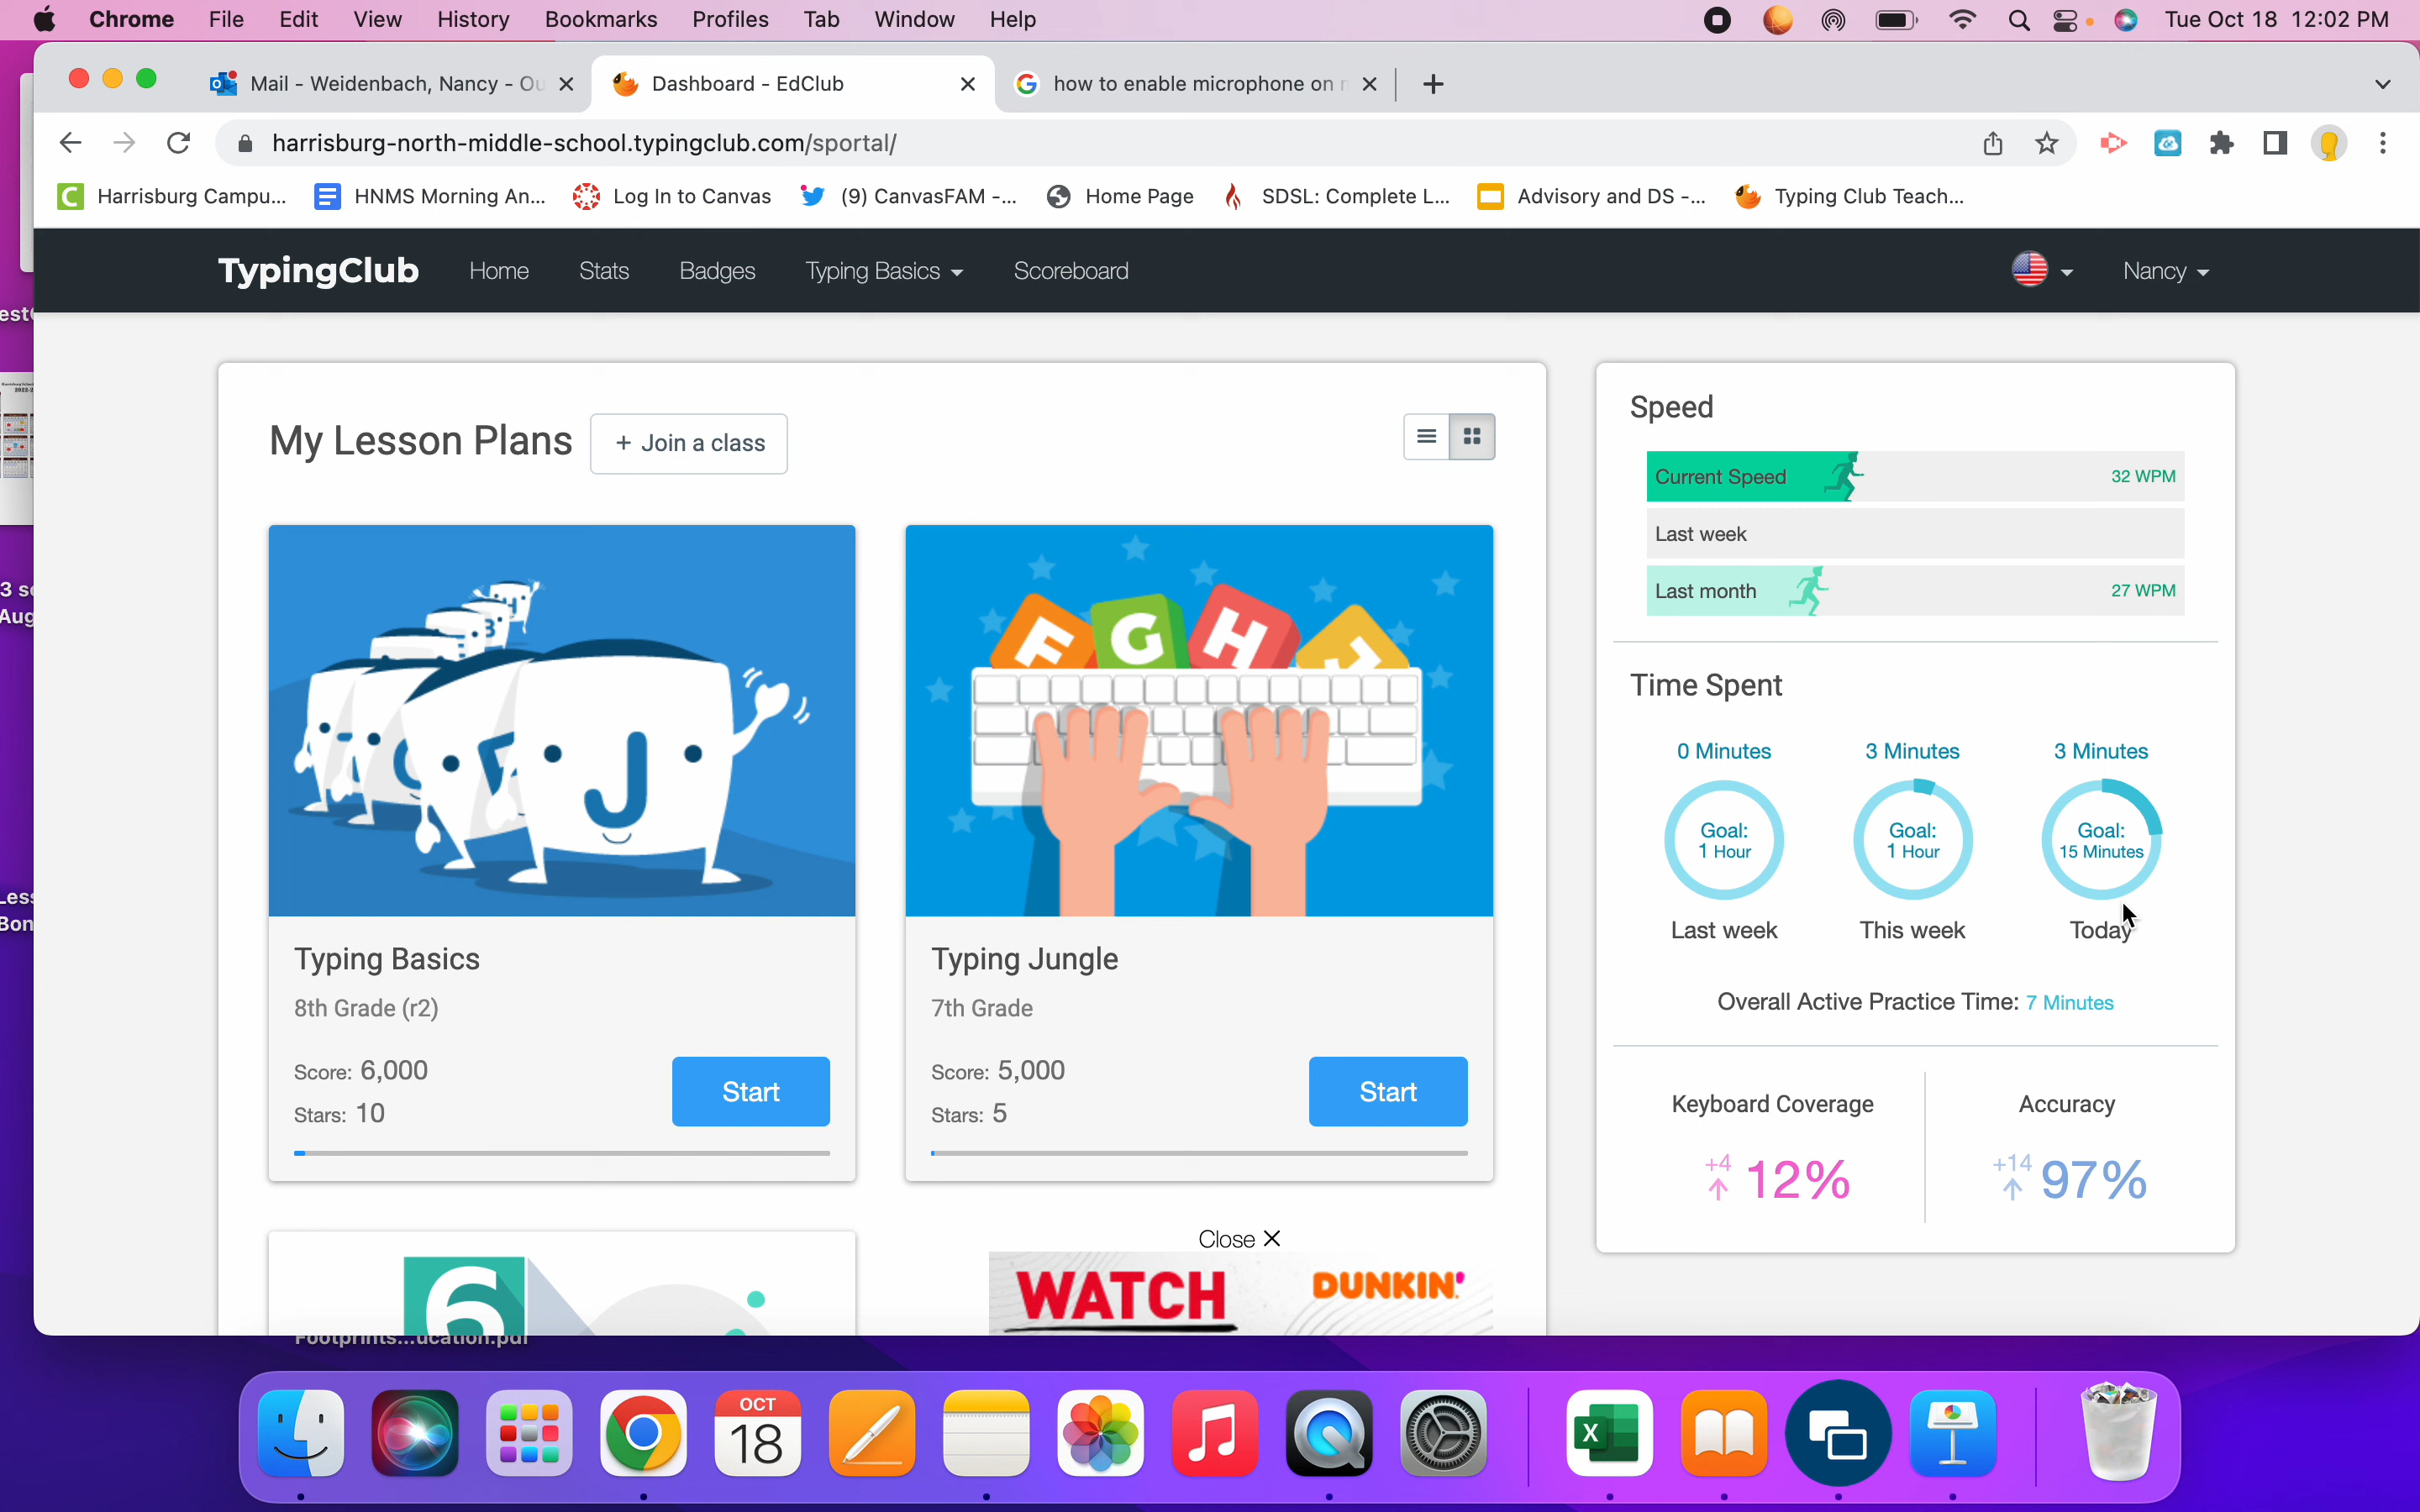 Chrome File Edit View History Bookmarks Profiles Tab Window Help Tue Oct 18 12:02 PM
Mail - Weidenbach, Nancy - Ou Dashboard - EdClub how to enable microphone on
harrisburg-north-middle-school.typingclub.com/sportal/
Harrisburg Campu... HNMS Morning An... Log In to Canvas (9) CanvasFAM -... Home Page SDSL: Complete L... Advisory and DS -... Typing Club Teach...
TypingClub Home Stats Badges Typing Basics Scoreboard Nancy
My Lesson Plans + Join a class
F G H J
J
Typing Basics
8th Grade (r2)
Score: 6,000
Stars: 10
Start
Typing Jungle
7th Grade
Score: 5,000
Stars: 5
Start
6
Close X
WATCH DUNKIN'
Speed
Current Speed 32 WPM
Last week
Last month 27 WPM
Time Spent
0 Minutes 3 Minutes 3 Minutes
Goal: Goal: Goal:
1 Hour 1 Hour 15 Minutes
Last week This week Today
Overall Active Practice Time: 7 Minutes
Keyboard Coverage Accuracy
+4 12% +14 97%
Footprints...ucation.pdf
OCT
18
X